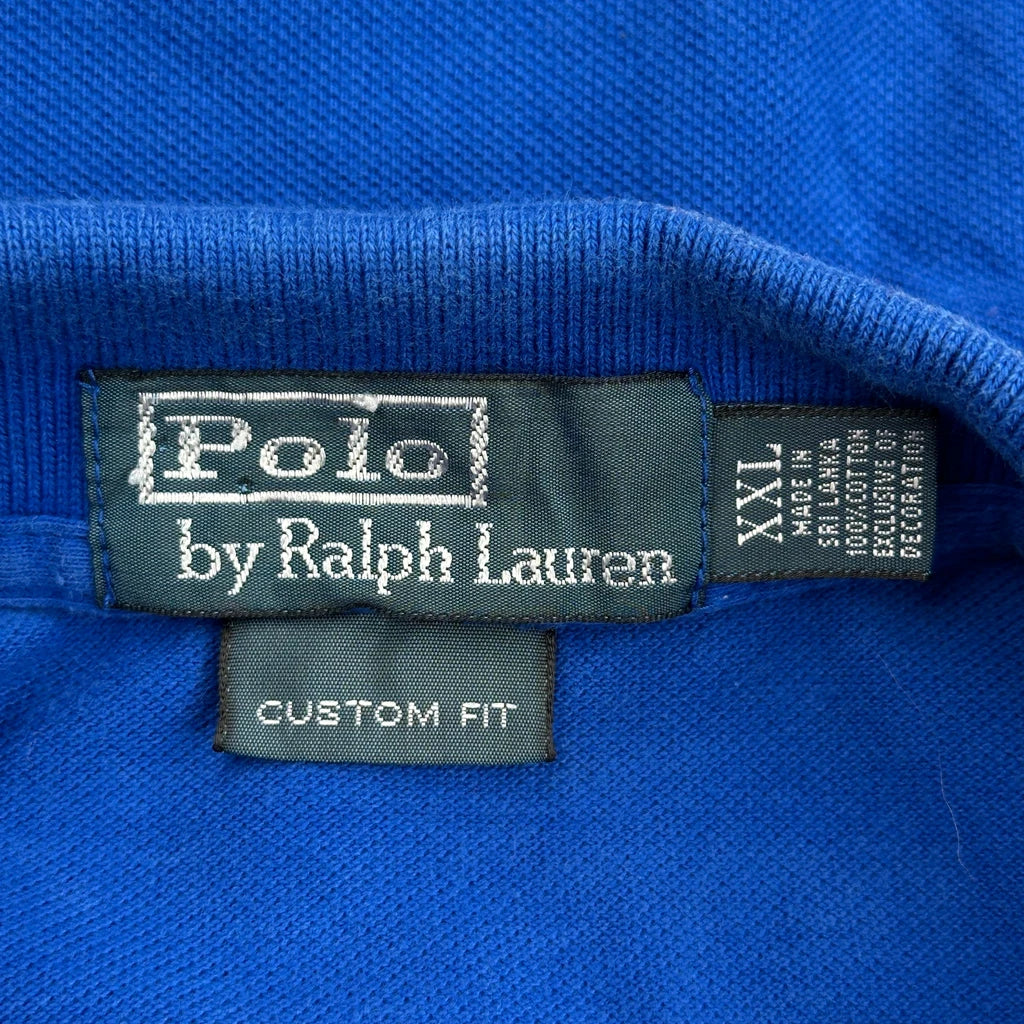 Polo
by Ralph Lauren
XXL
MADE IN
SRI LANKA
100%COTTON
EXCLUSIVE OF
DECORATION
CUSTOM FIT